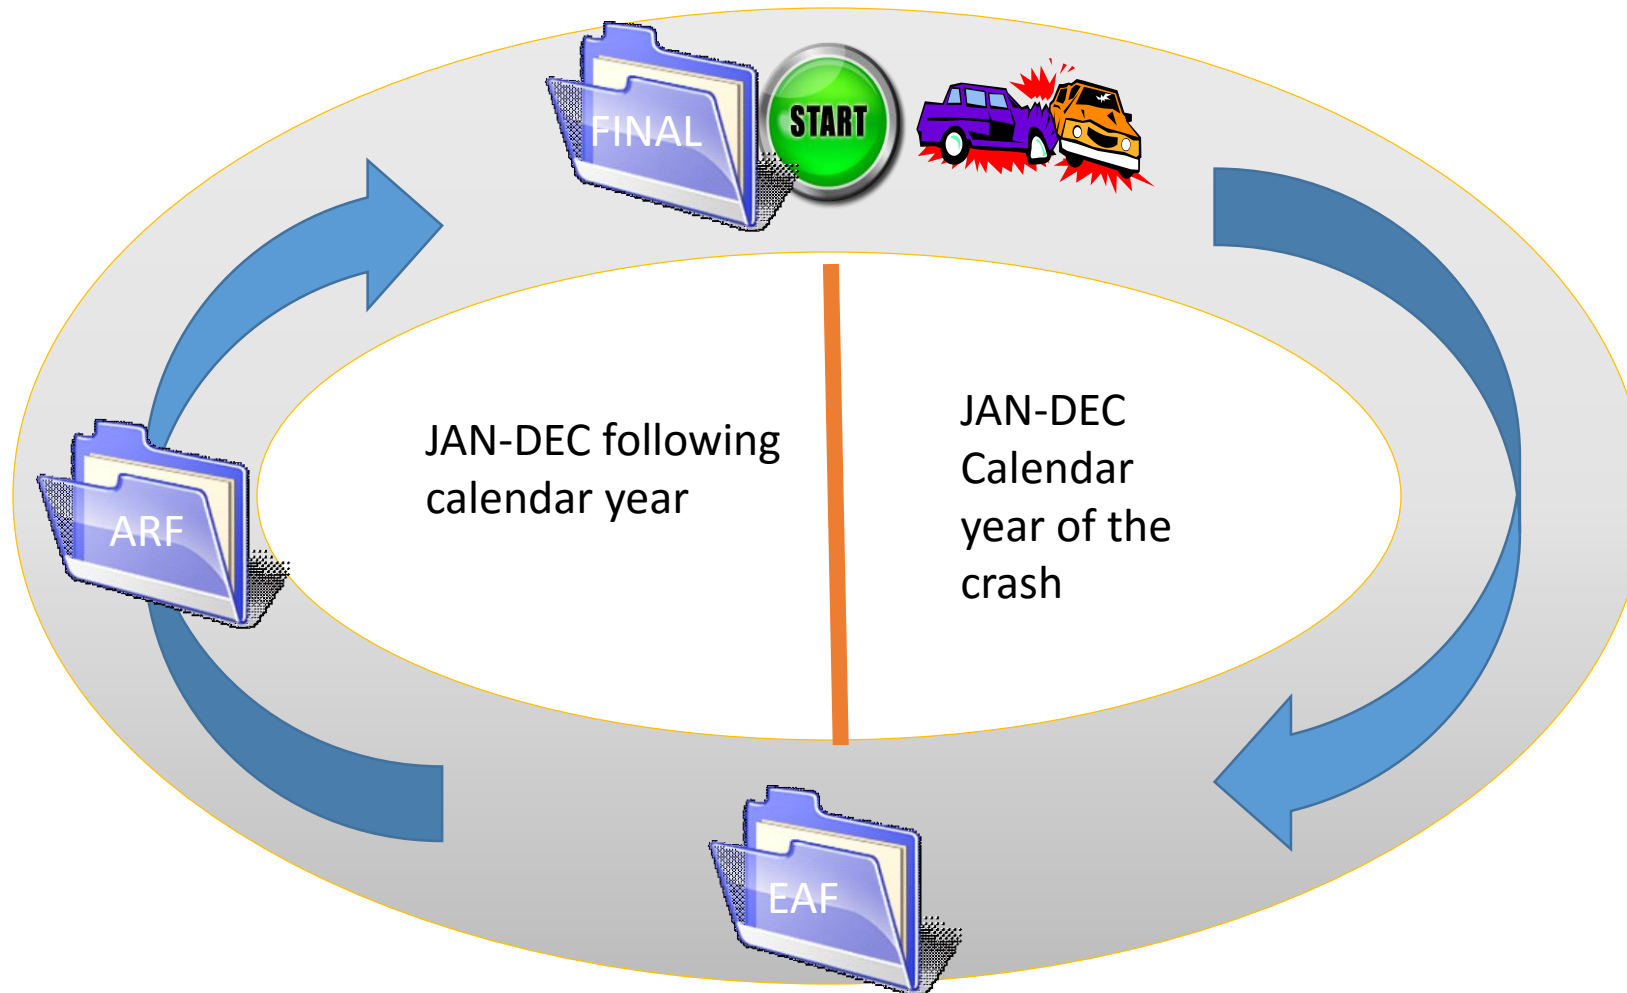 FINAL
START
JAN-DEC following
calendar year
JAN-DEC
Calendar
year of the
crash
ARF
EAF